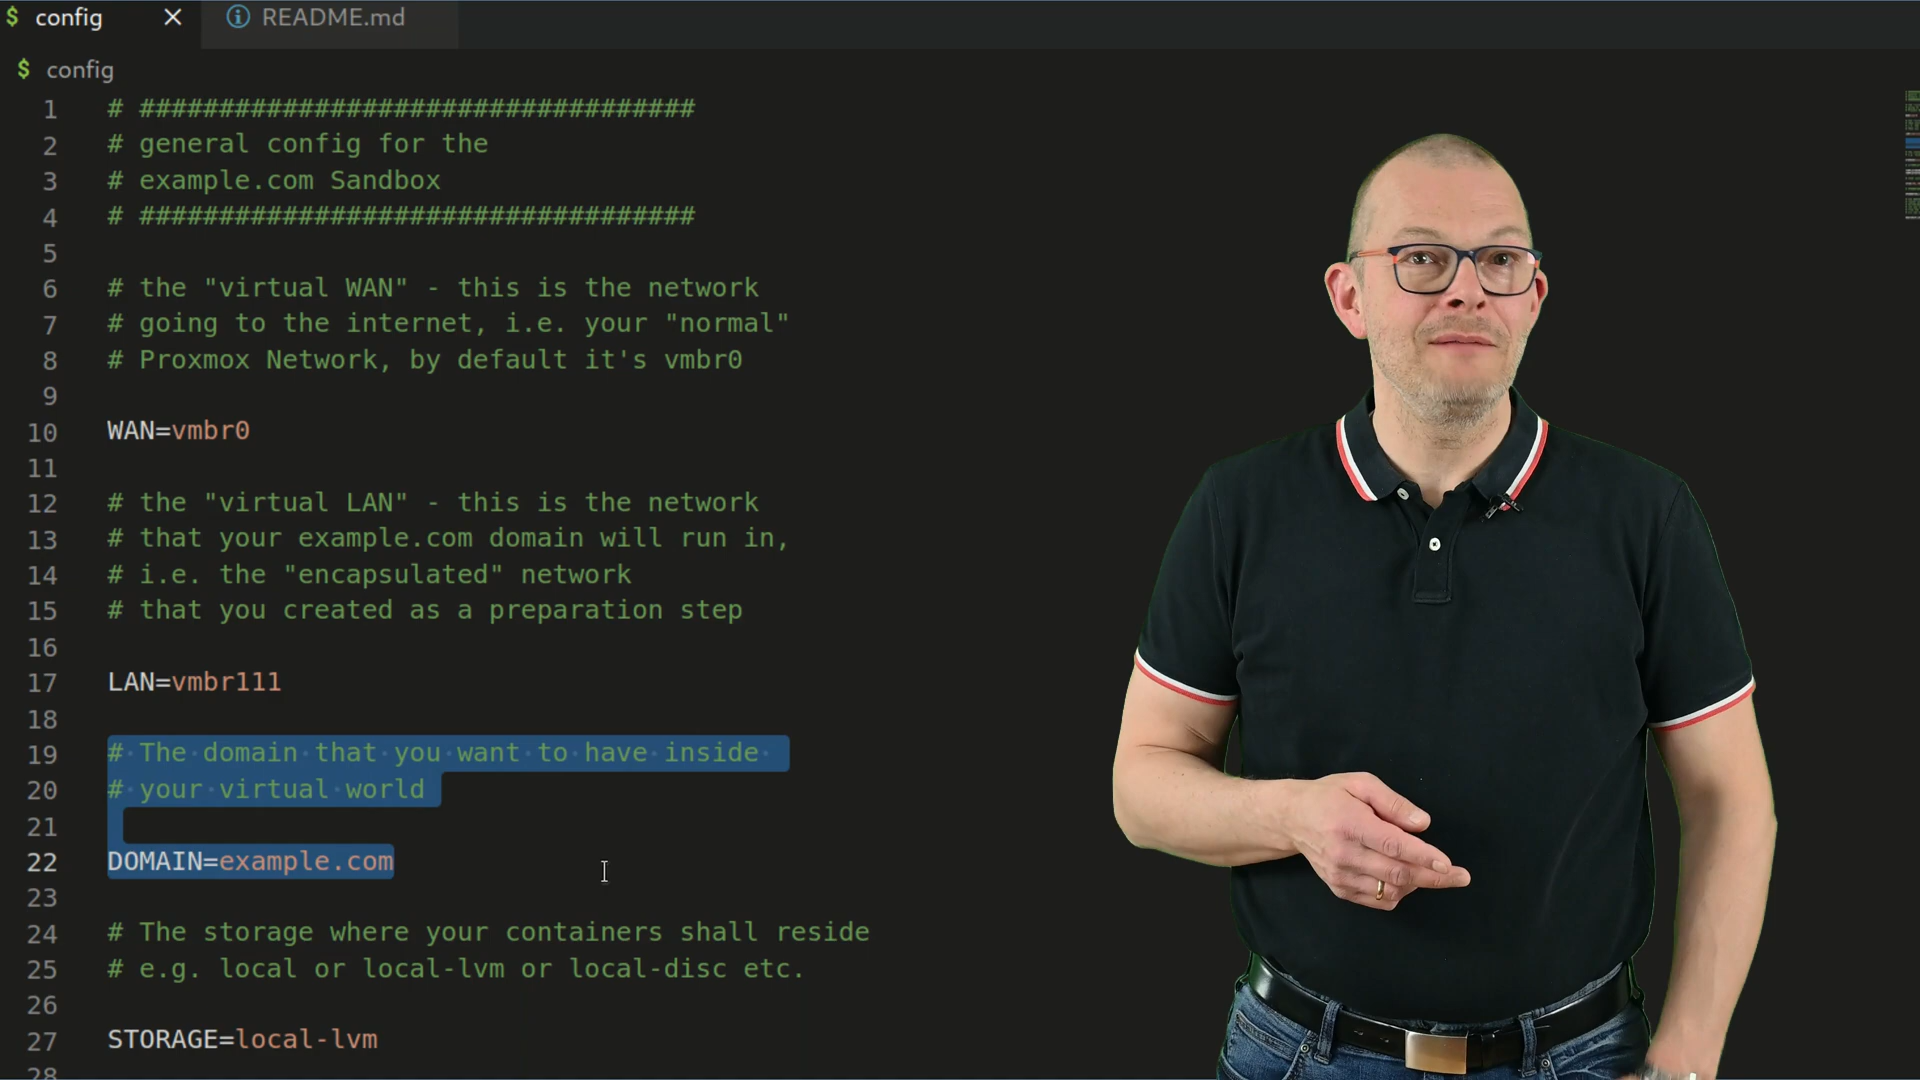 $ config × README.md
$ config
1 # ###################################
2 # general config for the
3 # example.com Sandbox
4 # ###################################
5
6 # the "virtual WAN" - this is the network
7 # going to the internet, i.e. your "normal"
8 # Proxmox Network, by default it's vmbr0
9
10 WAN=vmbr0
11
12 # the "virtual LAN" - this is the network
13 # that your example.com domain will run in,
14 # i.e. the "encapsulated" network
15 # that you created as a preparation step
16
17 LAN=vmbr111
18
19 # The domain that you want to have inside
20 # your virtual world
21
22 DOMAIN=example.com
23
24 # The storage where your containers shall reside
25 # e.g. local or local-lvm or local-disc etc.
26
27 STORAGE=local-lvm
28